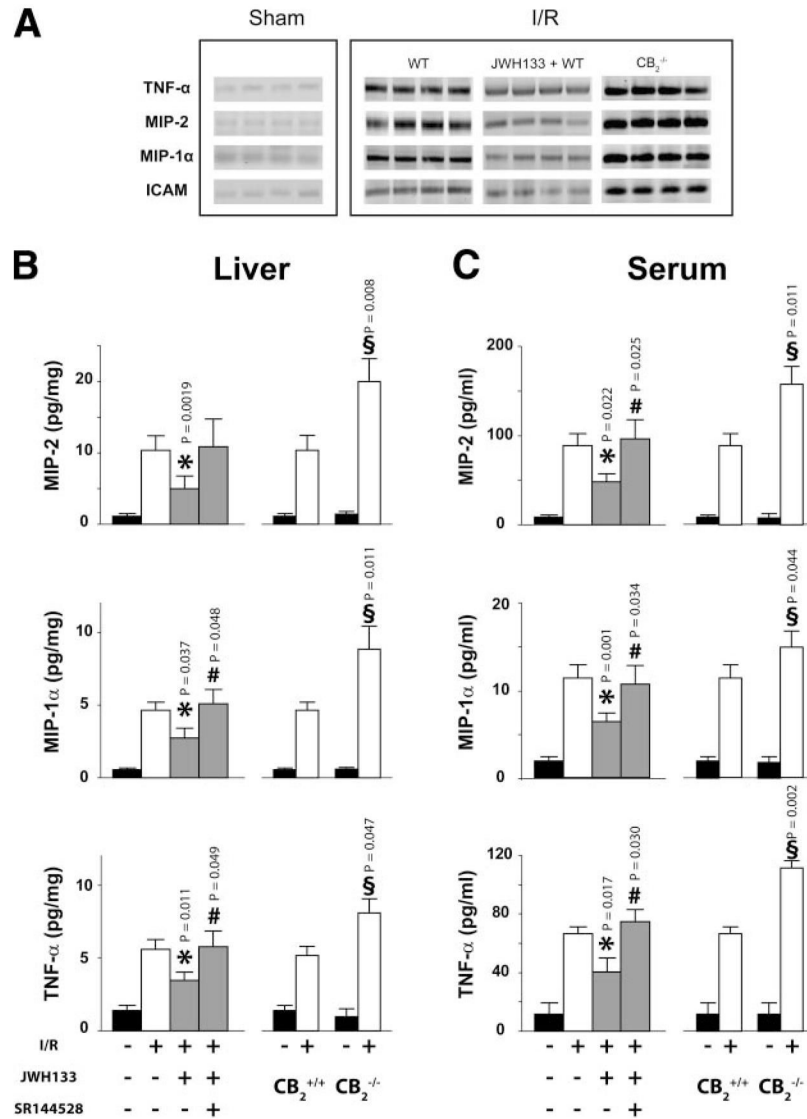 A
Sham
I/R
WT
JWH133 + WT
CB₂⁻/⁻
TNF-α
MIP-2
MIP-1α
ICAM
B
Liver
MIP-2 (pg/mg)
20
10
0
*
P = 0.0019
§
P = 0.008
MIP-1α (pg/mg)
10
5
0
*
P = 0.037
#
P = 0.048
§
P = 0.011
TNF-α (pg/mg)
10
5
0
*
P = 0.011
#
P = 0.049
§
P = 0.047
I/R - + + + - + - +
JWH133 - - + +
SR144528 - - - +
CB₂⁺/⁺ CB₂⁻/⁻
C
Serum
MIP-2 (pg/ml)
200
100
0
*
P = 0.022
#
P = 0.025
§
P = 0.011
MIP-1α (pg/ml)
20
10
0
*
P = 0.001
#
P = 0.034
§
P = 0.044
TNF-α (pg/ml)
120
80
40
0
*
P = 0.017
#
P = 0.030
§
P = 0.002
- + + + - + - +
- - + +
- - - +
CB₂⁺/⁺ CB₂⁻/⁻